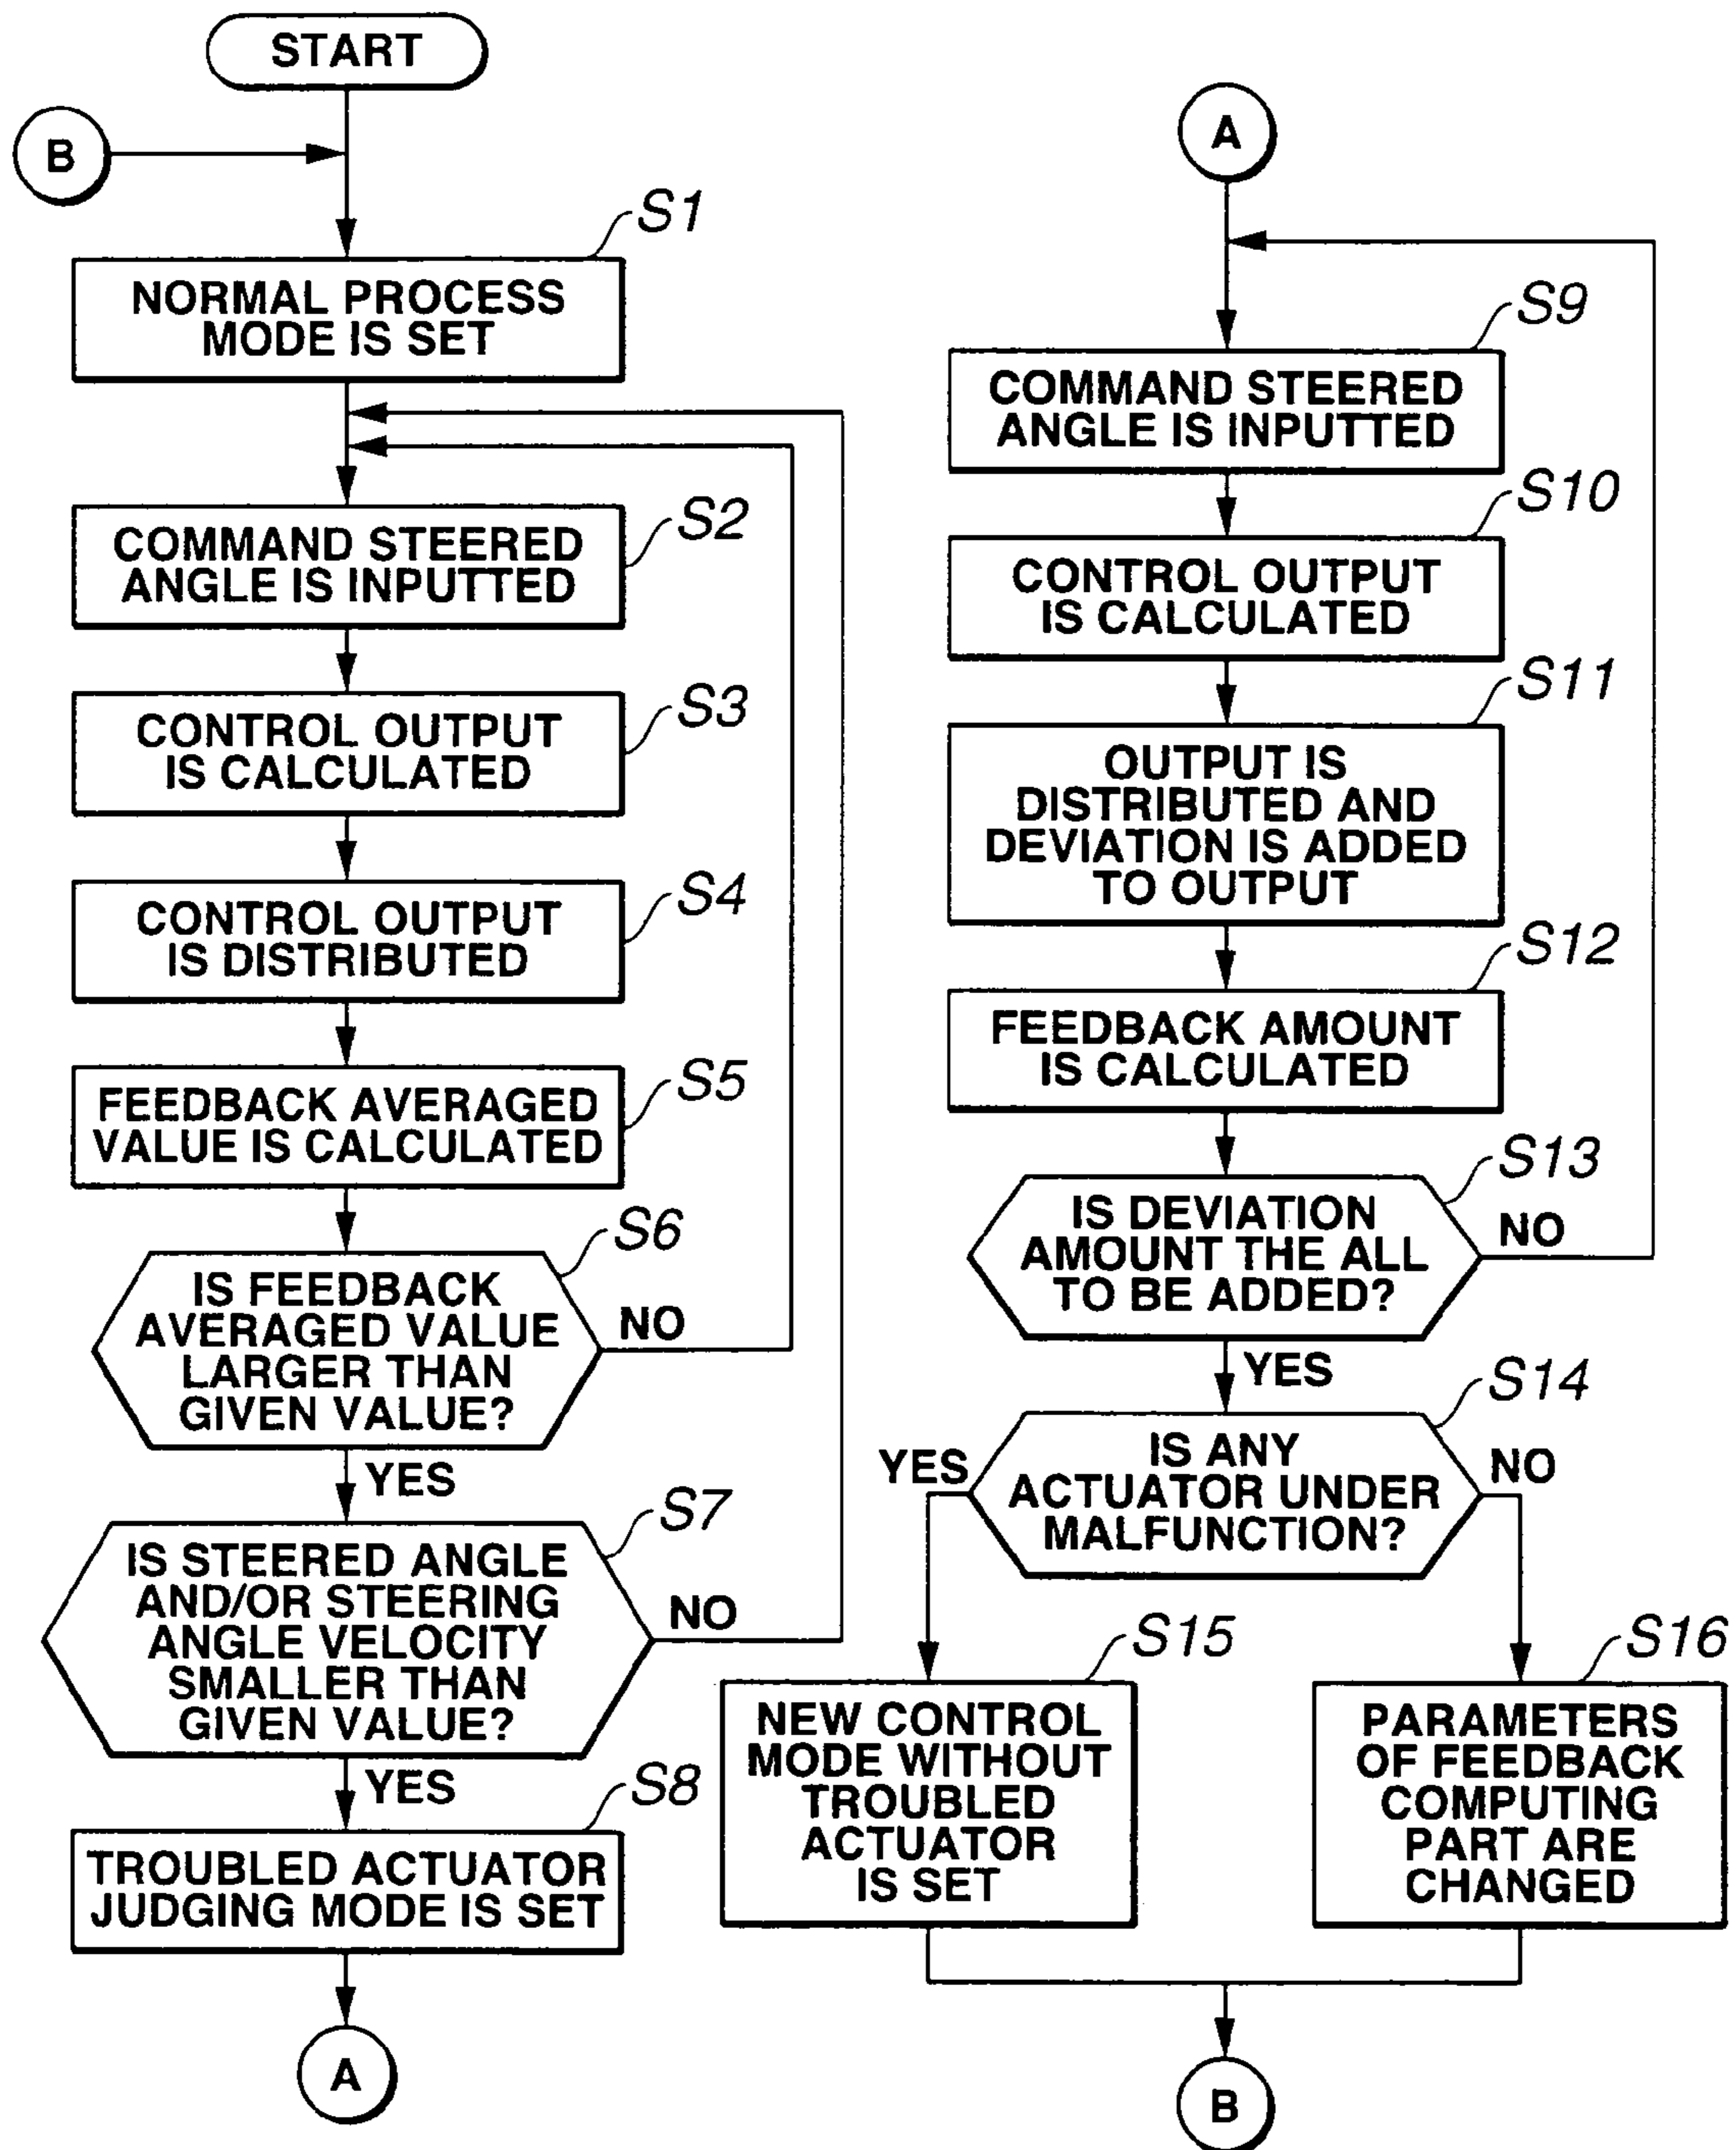 START
B
S1
NORMAL PROCESS
MODE IS SET
S2
COMMAND STEERED
ANGLE IS INPUTTED
S3
CONTROL OUTPUT
IS CALCULATED
S4
CONTROL OUTPUT
IS DISTRIBUTED
S5
FEEDBACK AVERAGED
VALUE IS CALCULATED
S6
IS FEEDBACK
AVERAGED VALUE
LARGER THAN
GIVEN VALUE?
NO
YES
S7
IS STEERED ANGLE
AND/OR STEERING
ANGLE VELOCITY
SMALLER THAN
GIVEN VALUE?
NO
YES
S8
TROUBLED ACTUATOR
JUDGING MODE IS SET
A
A
S9
COMMAND STEERED
ANGLE IS INPUTTED
S10
CONTROL OUTPUT
IS CALCULATED
S11
OUTPUT IS
DISTRIBUTED AND
DEVIATION IS ADDED
TO OUTPUT
S12
FEEDBACK AMOUNT
IS CALCULATED
S13
IS DEVIATION
AMOUNT THE ALL
TO BE ADDED?
NO
YES
S14
IS ANY
ACTUATOR UNDER
MALFUNCTION?
YES
NO
S15
NEW CONTROL
MODE WITHOUT
TROUBLED
ACTUATOR
IS SET
S16
PARAMETERS
OF FEEDBACK
COMPUTING
PART ARE
CHANGED
B